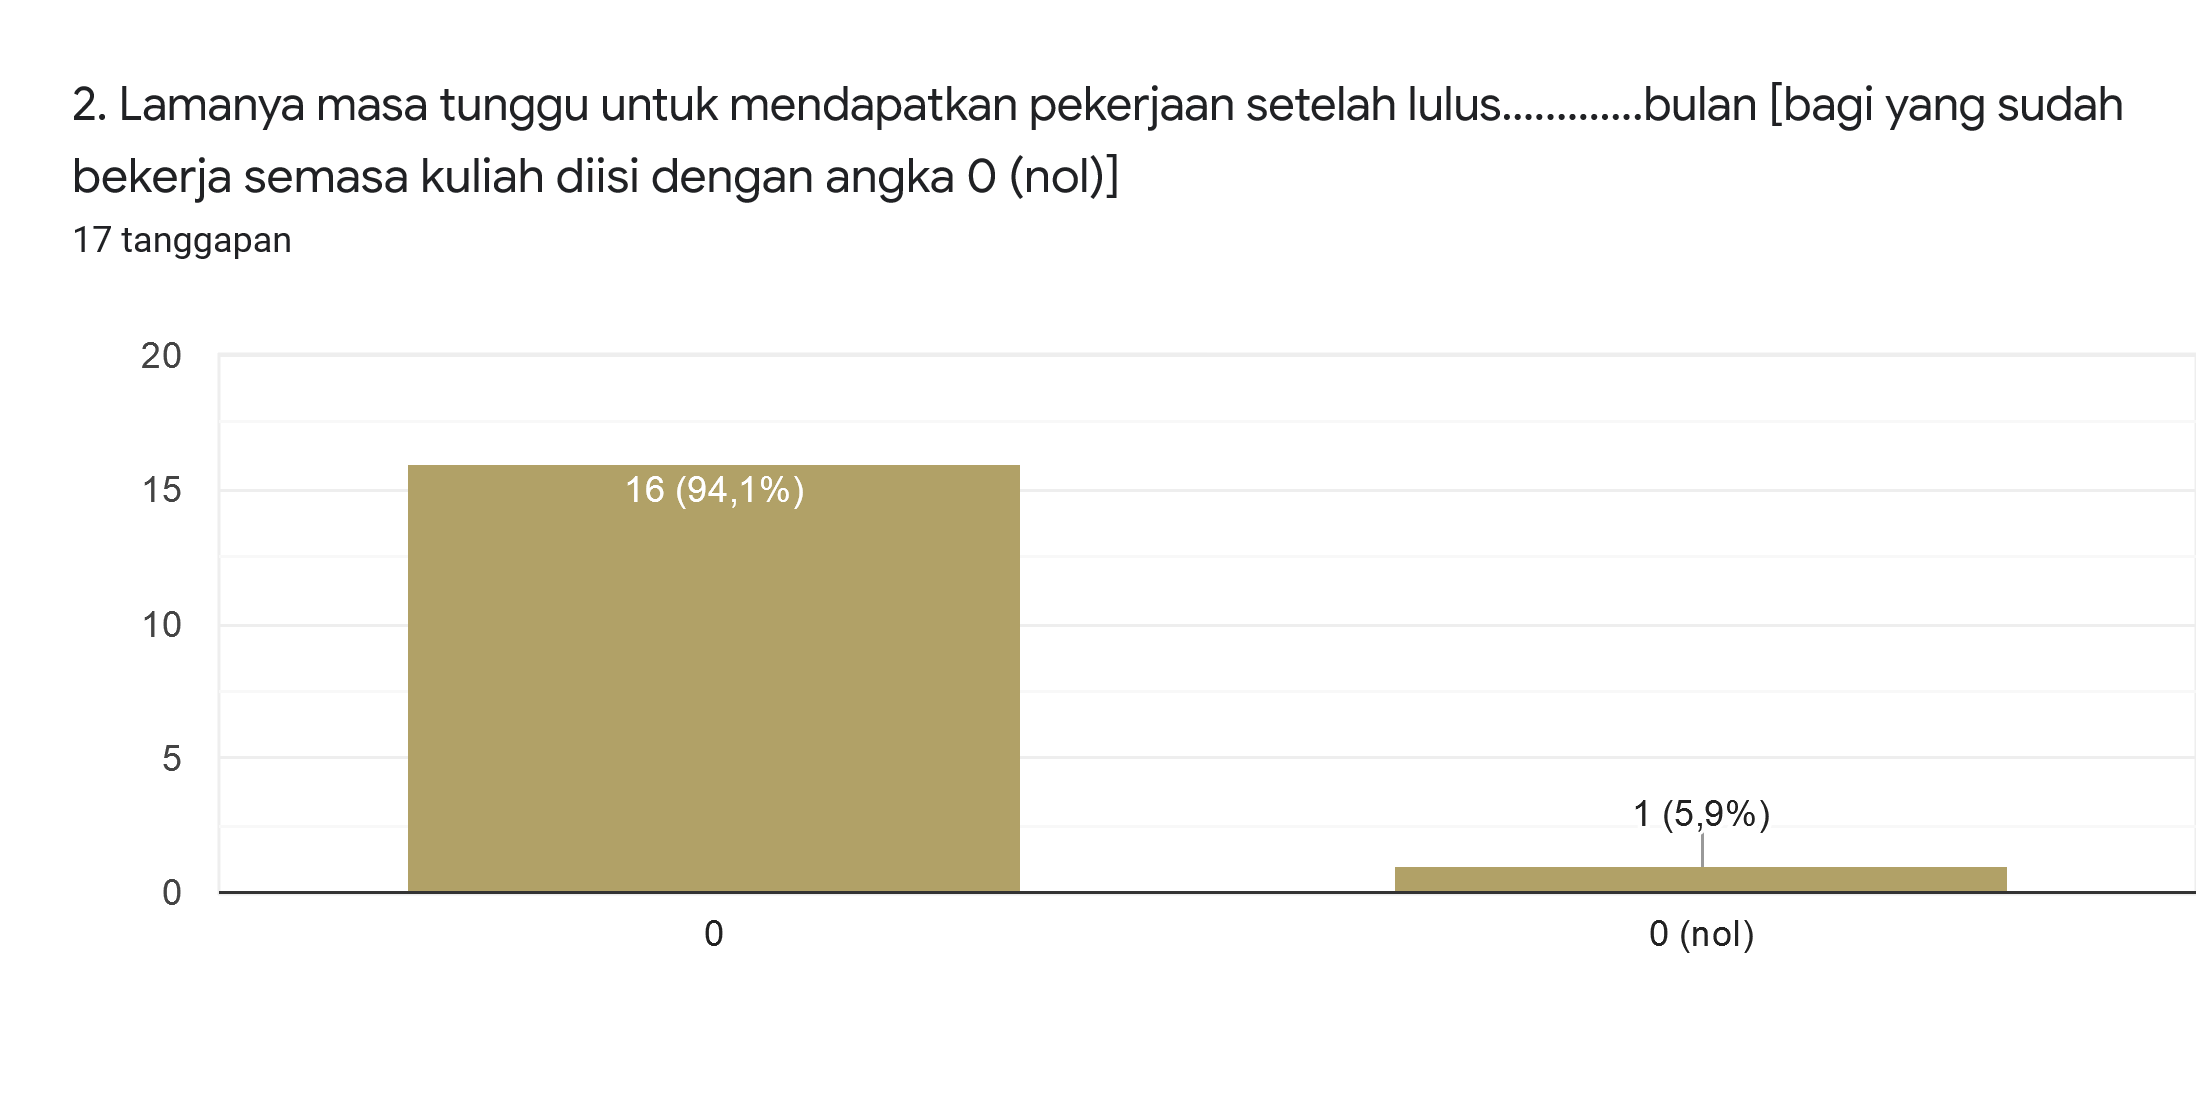 2. Lamanya masa tunggu untuk mendapatkan pekerjaan setelah lulus.............bulan [bagi yang sudah
bekerja semasa kuliah diisi dengan angka 0 (nol)]
17 tanggapan
20
15
10
5
0
16 (94,1%)
1 (5,9%)
0
0 (nol)